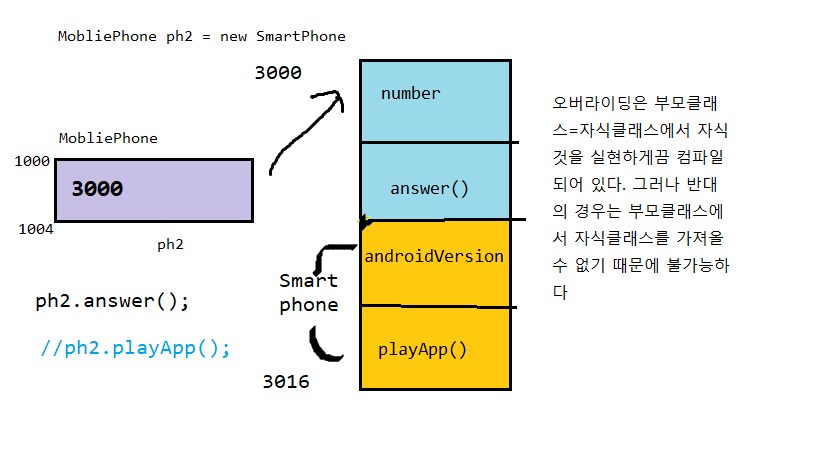 MobliePhone ph2 = new SmartPhone
3000
number
MobliePhone
1000
3000
1004
ph2
answer()
androidVersion
Smart
phone
playApp()
3016
ph2.answer();
//ph2.playApp();
오버라이딩은 부모클래
스=자식클래스에서 자식
것을 실현하게끔 컴파일
되어 있다. 그러나 반대
의 경우는 부모클래스에
서 자식클래스를 가져올
수 없기 때문에 불가능하
다